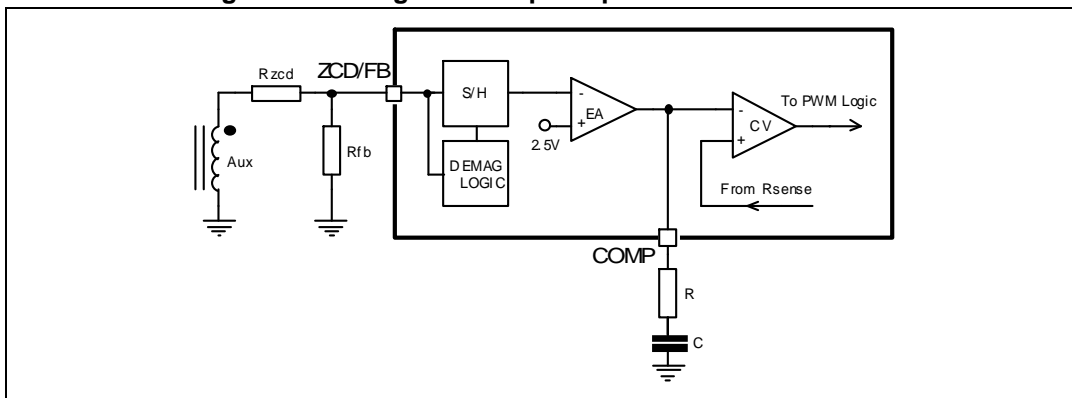 Rzcd
ZCD/FB
S/H
-
EA
+
2.5V
-
CV
+
To PWM Logic
Aux
Rfb
DEMAG
LOGIC
From Rsense
COMP
R
C